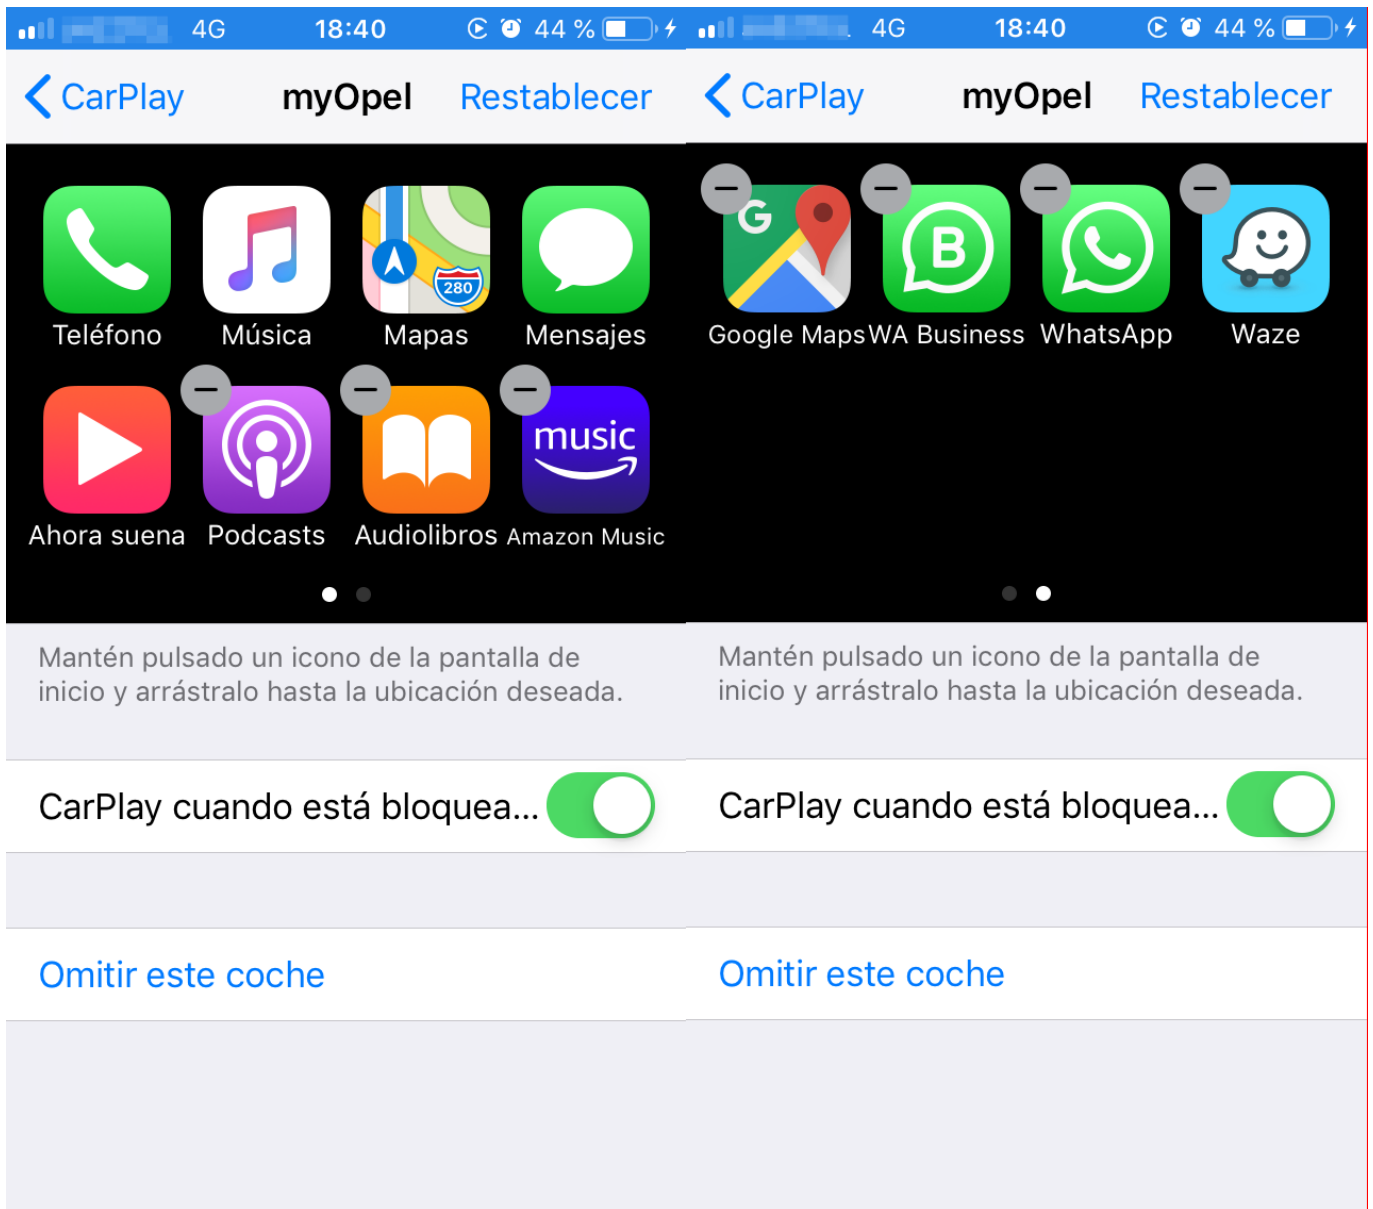 4G 18:40 44 %
CarPlay myOpel Restablecer
280
Teléfono Música Mapas Mensajes
music
Ahora suena Podcasts Audiolibros Amazon Music
Mantén pulsado un icono de la pantalla de
inicio y arrástralo hasta la ubicación deseada.
CarPlay cuando está bloquea...
Omitir este coche
4G 18:40 44 %
CarPlay myOpel Restablecer
G B
Google Maps WA Business WhatsApp Waze
Mantén pulsado un icono de la pantalla de
inicio y arrástralo hasta la ubicación deseada.
CarPlay cuando está bloquea...
Omitir este coche